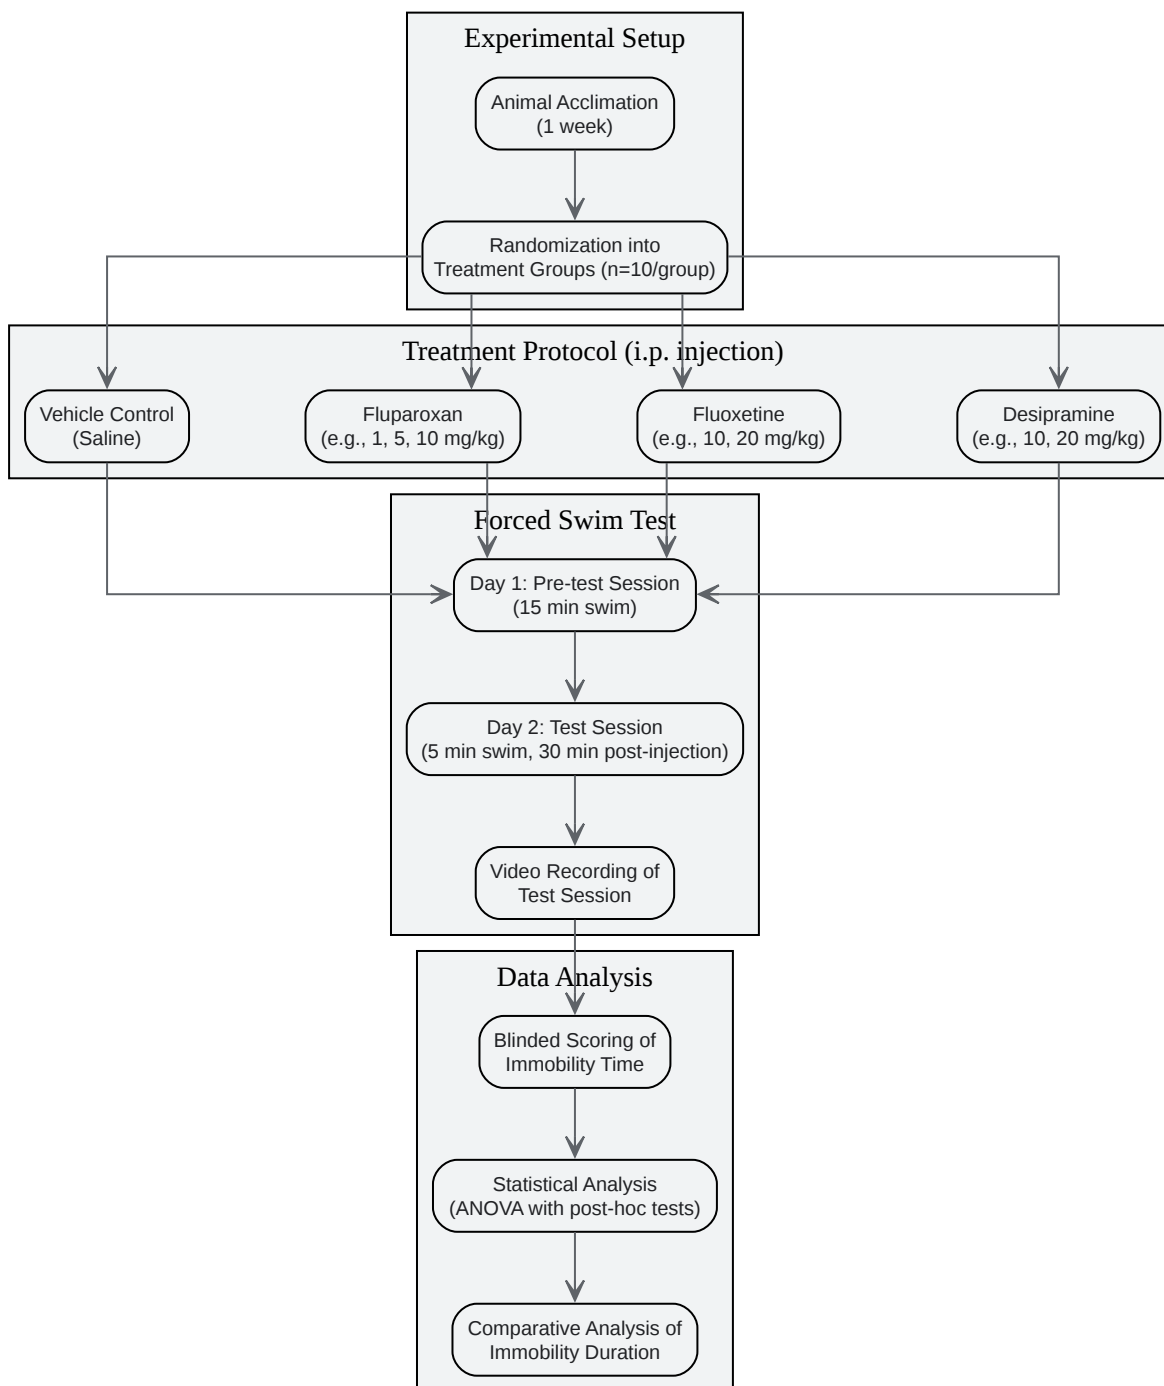 Experimental Setup
Animal Acclimation
(1 week)
Randomization into
Treatment Groups (n=10/group)
Treatment Protocol (i.p. injection)
Vehicle Control
(Saline)
Fluparoxan
(e.g., 1, 5, 10 mg/kg)
Fluoxetine
(e.g., 10, 20 mg/kg)
Desipramine
(e.g., 10, 20 mg/kg)
Forced Swim Test
Day 1: Pre-test Session
(15 min swim)
Day 2: Test Session
(5 min swim, 30 min post-injection)
Video Recording of
Test Session
Data Analysis
Blinded Scoring of
Immobility Time
Statistical Analysis
(ANOVA with post-hoc tests)
Comparative Analysis of
Immobility Duration